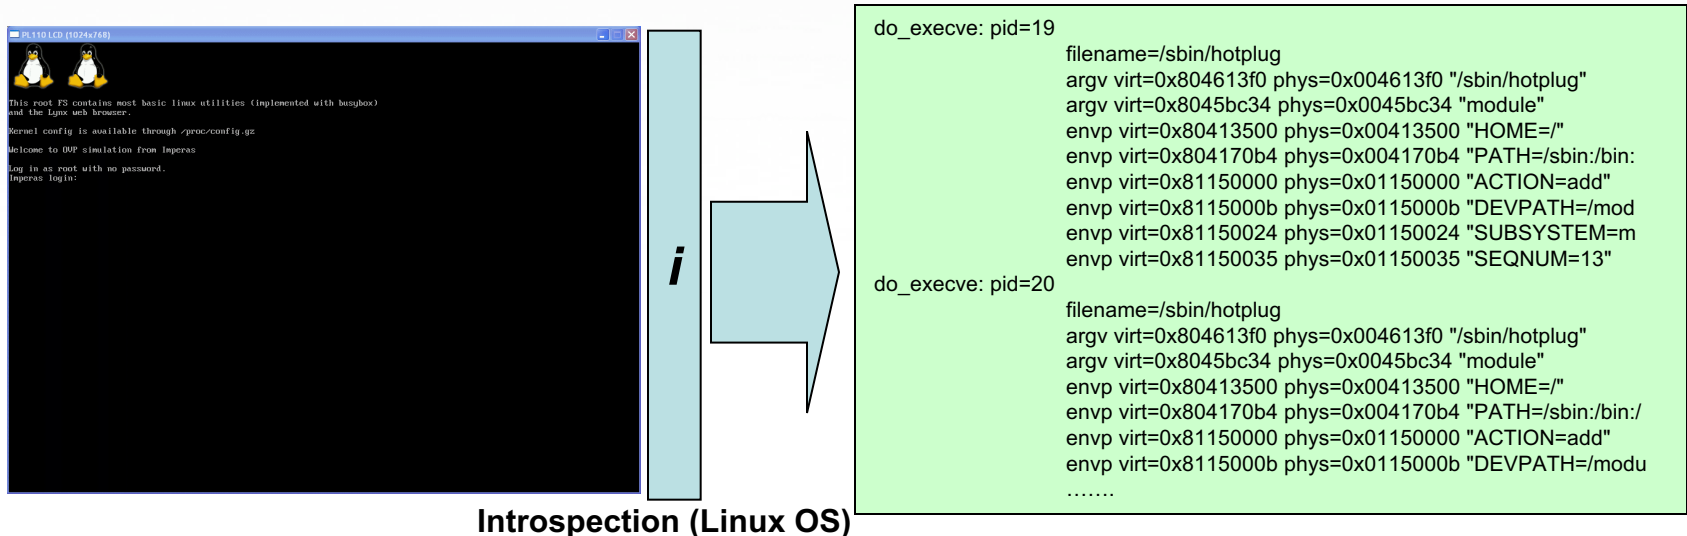 PL110 LCD (1024x768)
This root FS contains most basic linux utilities (implemented with busybox)
and the Lynx web browser.
Kernel config is available through /proc/config.gz
Welcome to OVP simulation from Imperas
Log in as root with no password.
Imperas login:
i
do_execve: pid=19
filename=/sbin/hotplug
argv virt=0x804613f0 phys=0x004613f0 "/sbin/hotplug"
argv virt=0x8045bc34 phys=0x0045bc34 "module"
envp virt=0x80413500 phys=0x00413500 "HOME=/"
envp virt=0x804170b4 phys=0x004170b4 "PATH=/sbin:/bin:
envp virt=0x81150000 phys=0x01150000 "ACTION=add"
envp virt=0x8115000b phys=0x0115000b "DEVPATH=/mod
envp virt=0x81150024 phys=0x01150024 "SUBSYSTEM=m
envp virt=0x81150035 phys=0x01150035 "SEQNUM=13"
do_execve: pid=20
filename=/sbin/hotplug
argv virt=0x804613f0 phys=0x004613f0 "/sbin/hotplug"
argv virt=0x8045bc34 phys=0x0045bc34 "module"
envp virt=0x80413500 phys=0x00413500 "HOME=/"
envp virt=0x804170b4 phys=0x004170b4 "PATH=/sbin:/bin:/
envp virt=0x81150000 phys=0x01150000 "ACTION=add"
envp virt=0x8115000b phys=0x0115000b "DEVPATH=/modu
.......
Introspection (Linux OS)